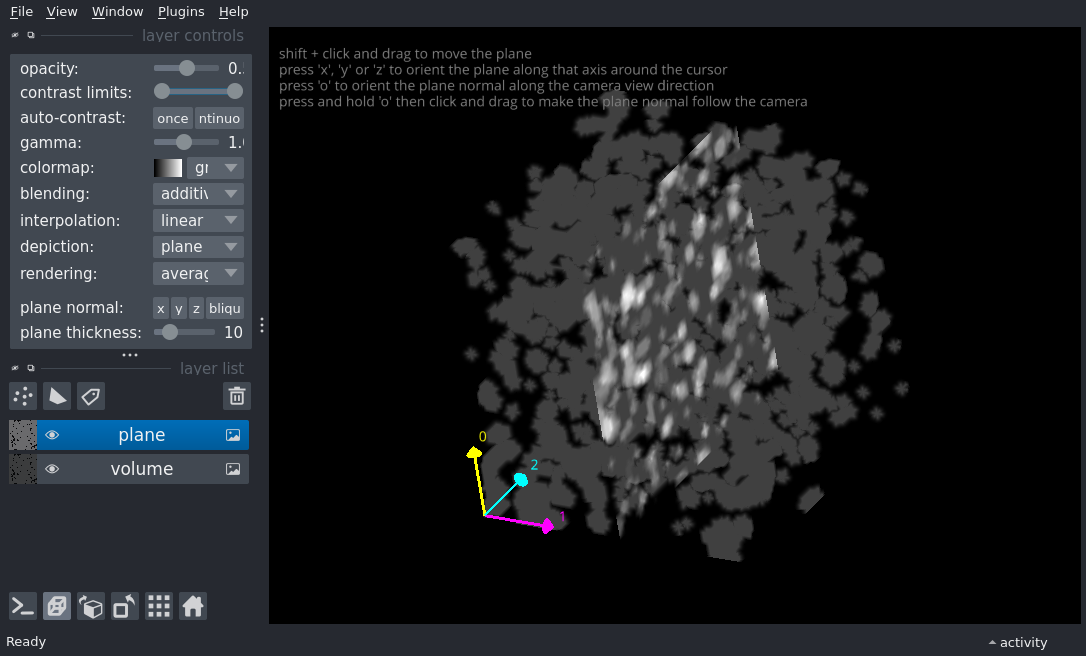 File View Window Plugins Help
layer controls
opacity: 0.
contrast limits:
auto-contrast: once ntinuo
gamma: 1.
colormap: gr
blending: additiv
interpolation: linear
depiction: plane
rendering: averag
plane normal: x y z bliqu
plane thickness: 10
layer list
plane
volume
Ready
shift + click and drag to move the plane
press 'x', 'y' or 'z' to orient the plane along that axis around the cursor
press 'o' to orient the plane normal along the camera view direction
press and hold 'o' then click and drag to make the plane normal follow the camera
0
2
1
activity